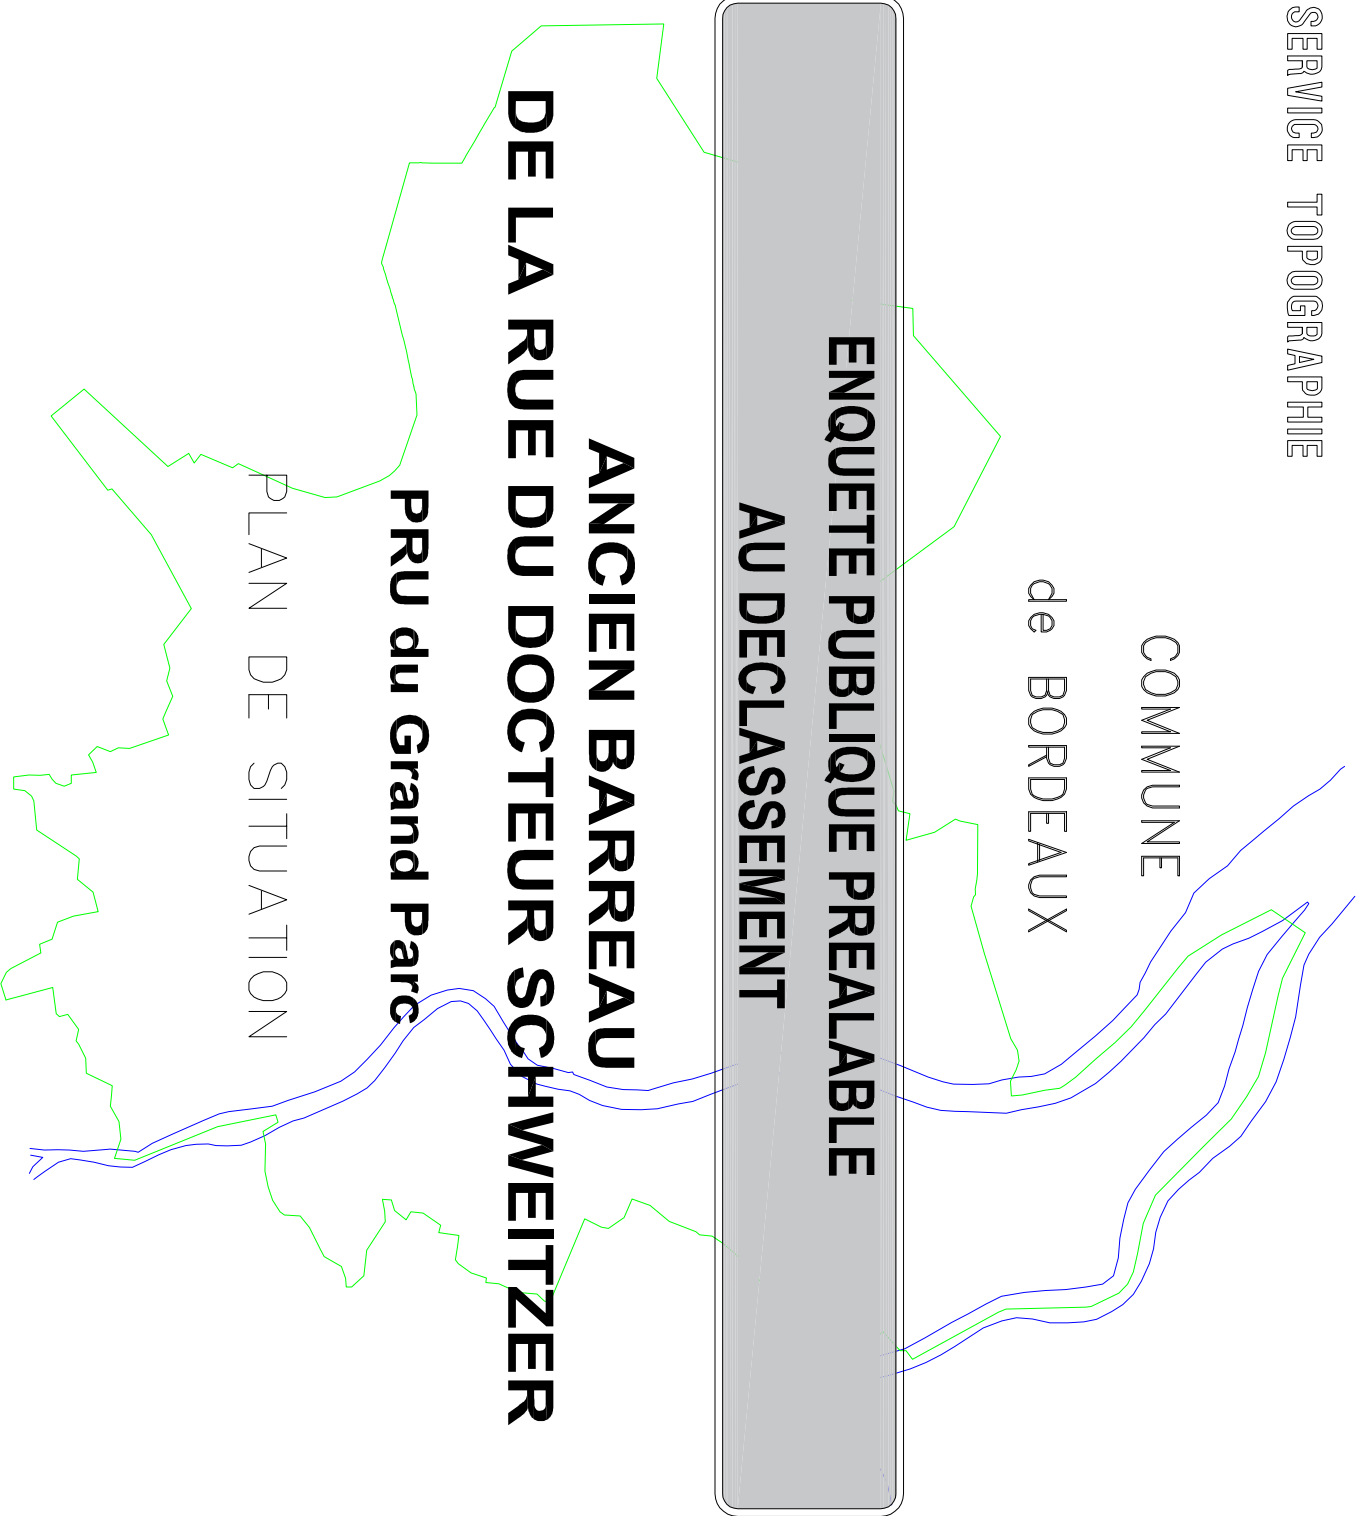 SERVICE TOPOGRAPHIE
COMMUNE
de BORDEAUX
ENQUETE PUBLIQUE PREALABLE
AU DECLASSEMENT
ANCIEN BARREAU
DE LA RUE DU DOCTEUR SCHWEITZER
PRU du Grand Parc
PLAN DE SITUATION